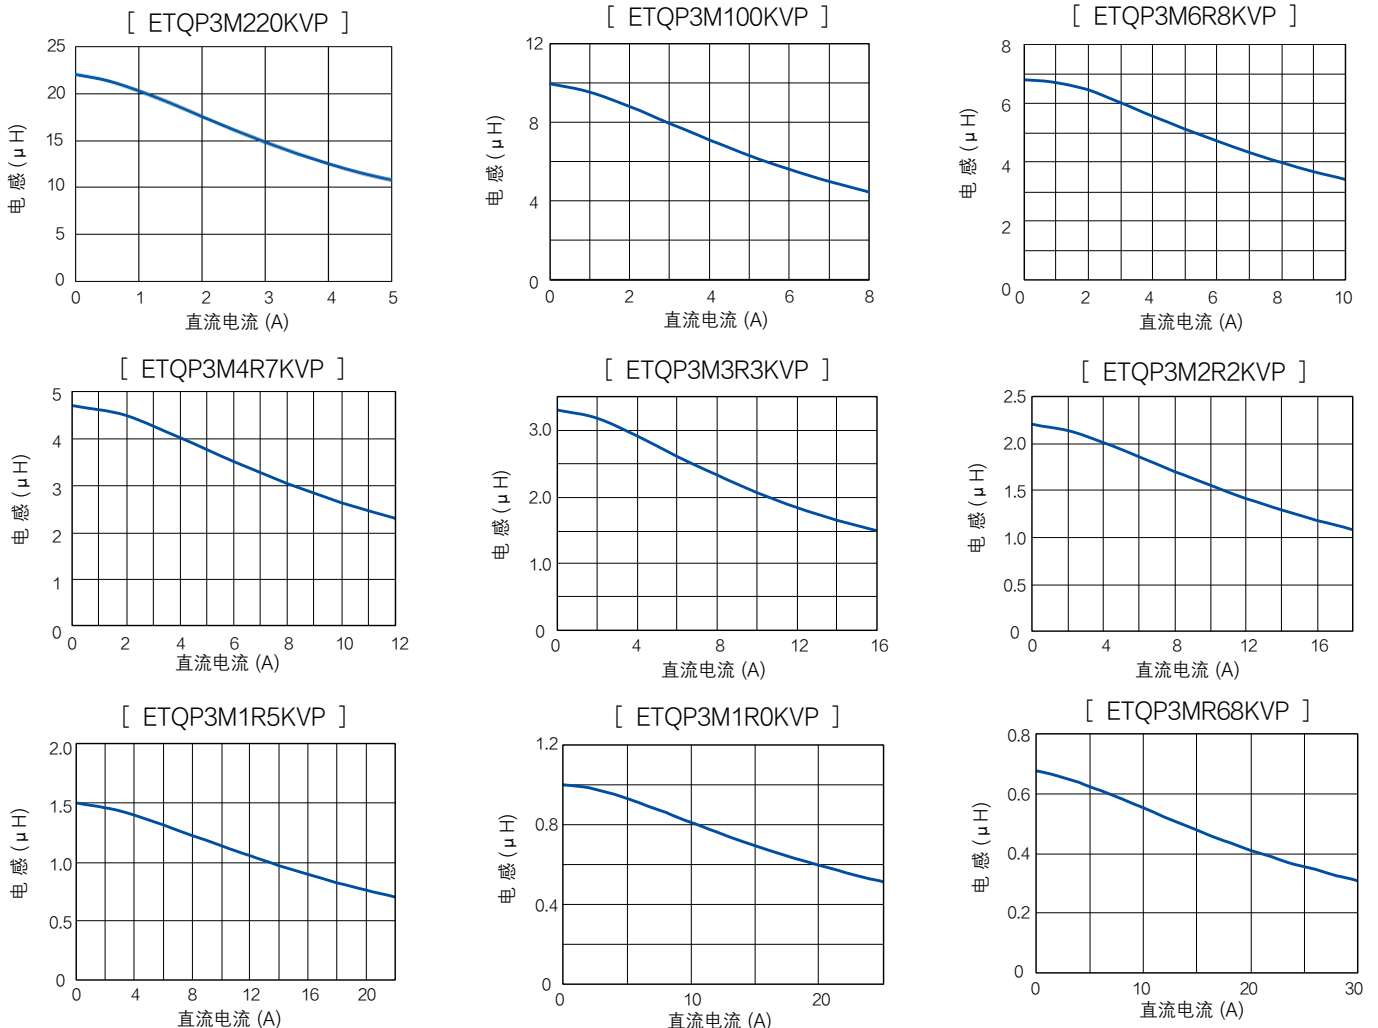 [ ETQP3M220KVP ]
25
20
15
10
5
0
电 感 (μH)
0 1 2 3 4 5
直流电流 (A)
[ ETQP3M100KVP ]
12
8
4
0
电 感 (μH)
0 2 4 6 8
直流电流 (A)
[ ETQP3M6R8KVP ]
8
6
4
2
0
电 感 (μH)
0 2 4 6 8 10
直流电流 (A)
[ ETQP3M4R7KVP ]
5
4
3
2
1
0
电 感 (μH)
0 2 4 6 8 10 12
直流电流 (A)
[ ETQP3M3R3KVP ]
3.0
2.0
1.0
0
电 感 (μH)
0 4 8 12 16
直流电流 (A)
[ ETQP3M2R2KVP ]
2.5
2.0
1.5
1.0
0.5
0
电 感 (μH)
0 4 8 12 16
直流电流 (A)
[ ETQP3M1R5KVP ]
2.0
1.5
1.0
0.5
0
电 感 (μH)
0 4 8 12 16 20
直流电流 (A)
[ ETQP3M1R0KVP ]
1.2
0.8
0.4
0
电 感 (μH)
0 10 20
直流电流 (A)
[ ETQP3MR68KVP ]
0.8
0.6
0.4
0.2
0
电 感 (μH)
0 10 20 30
直流电流 (A)